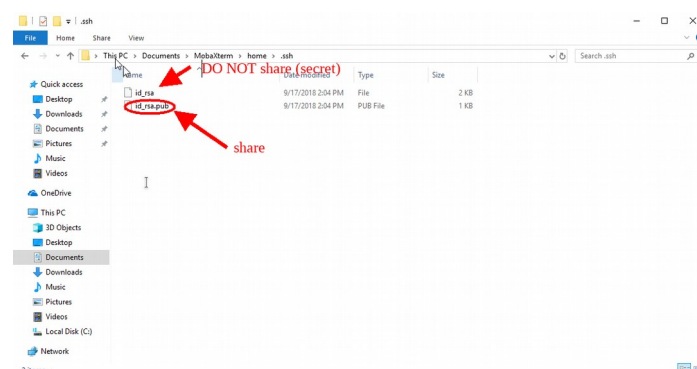 .ssh
File Home Share View
This PC > Documents > MobaXterm > home > .ssh
Search .ssh
DO NOT share (secret)
Name Date modified Type Size
Quick access
id_rsa 9/17/2018 2:04 PM File 2 KB
Desktop
id_rsa.pub 9/17/2018 2:04 PM PUB File 1 KB
Downloads
Documents
Pictures
share
Music
Videos
OneDrive
This PC
3D Objects
Desktop
Documents
Downloads
Music
Pictures
Videos
Local Disk (C:)
Network